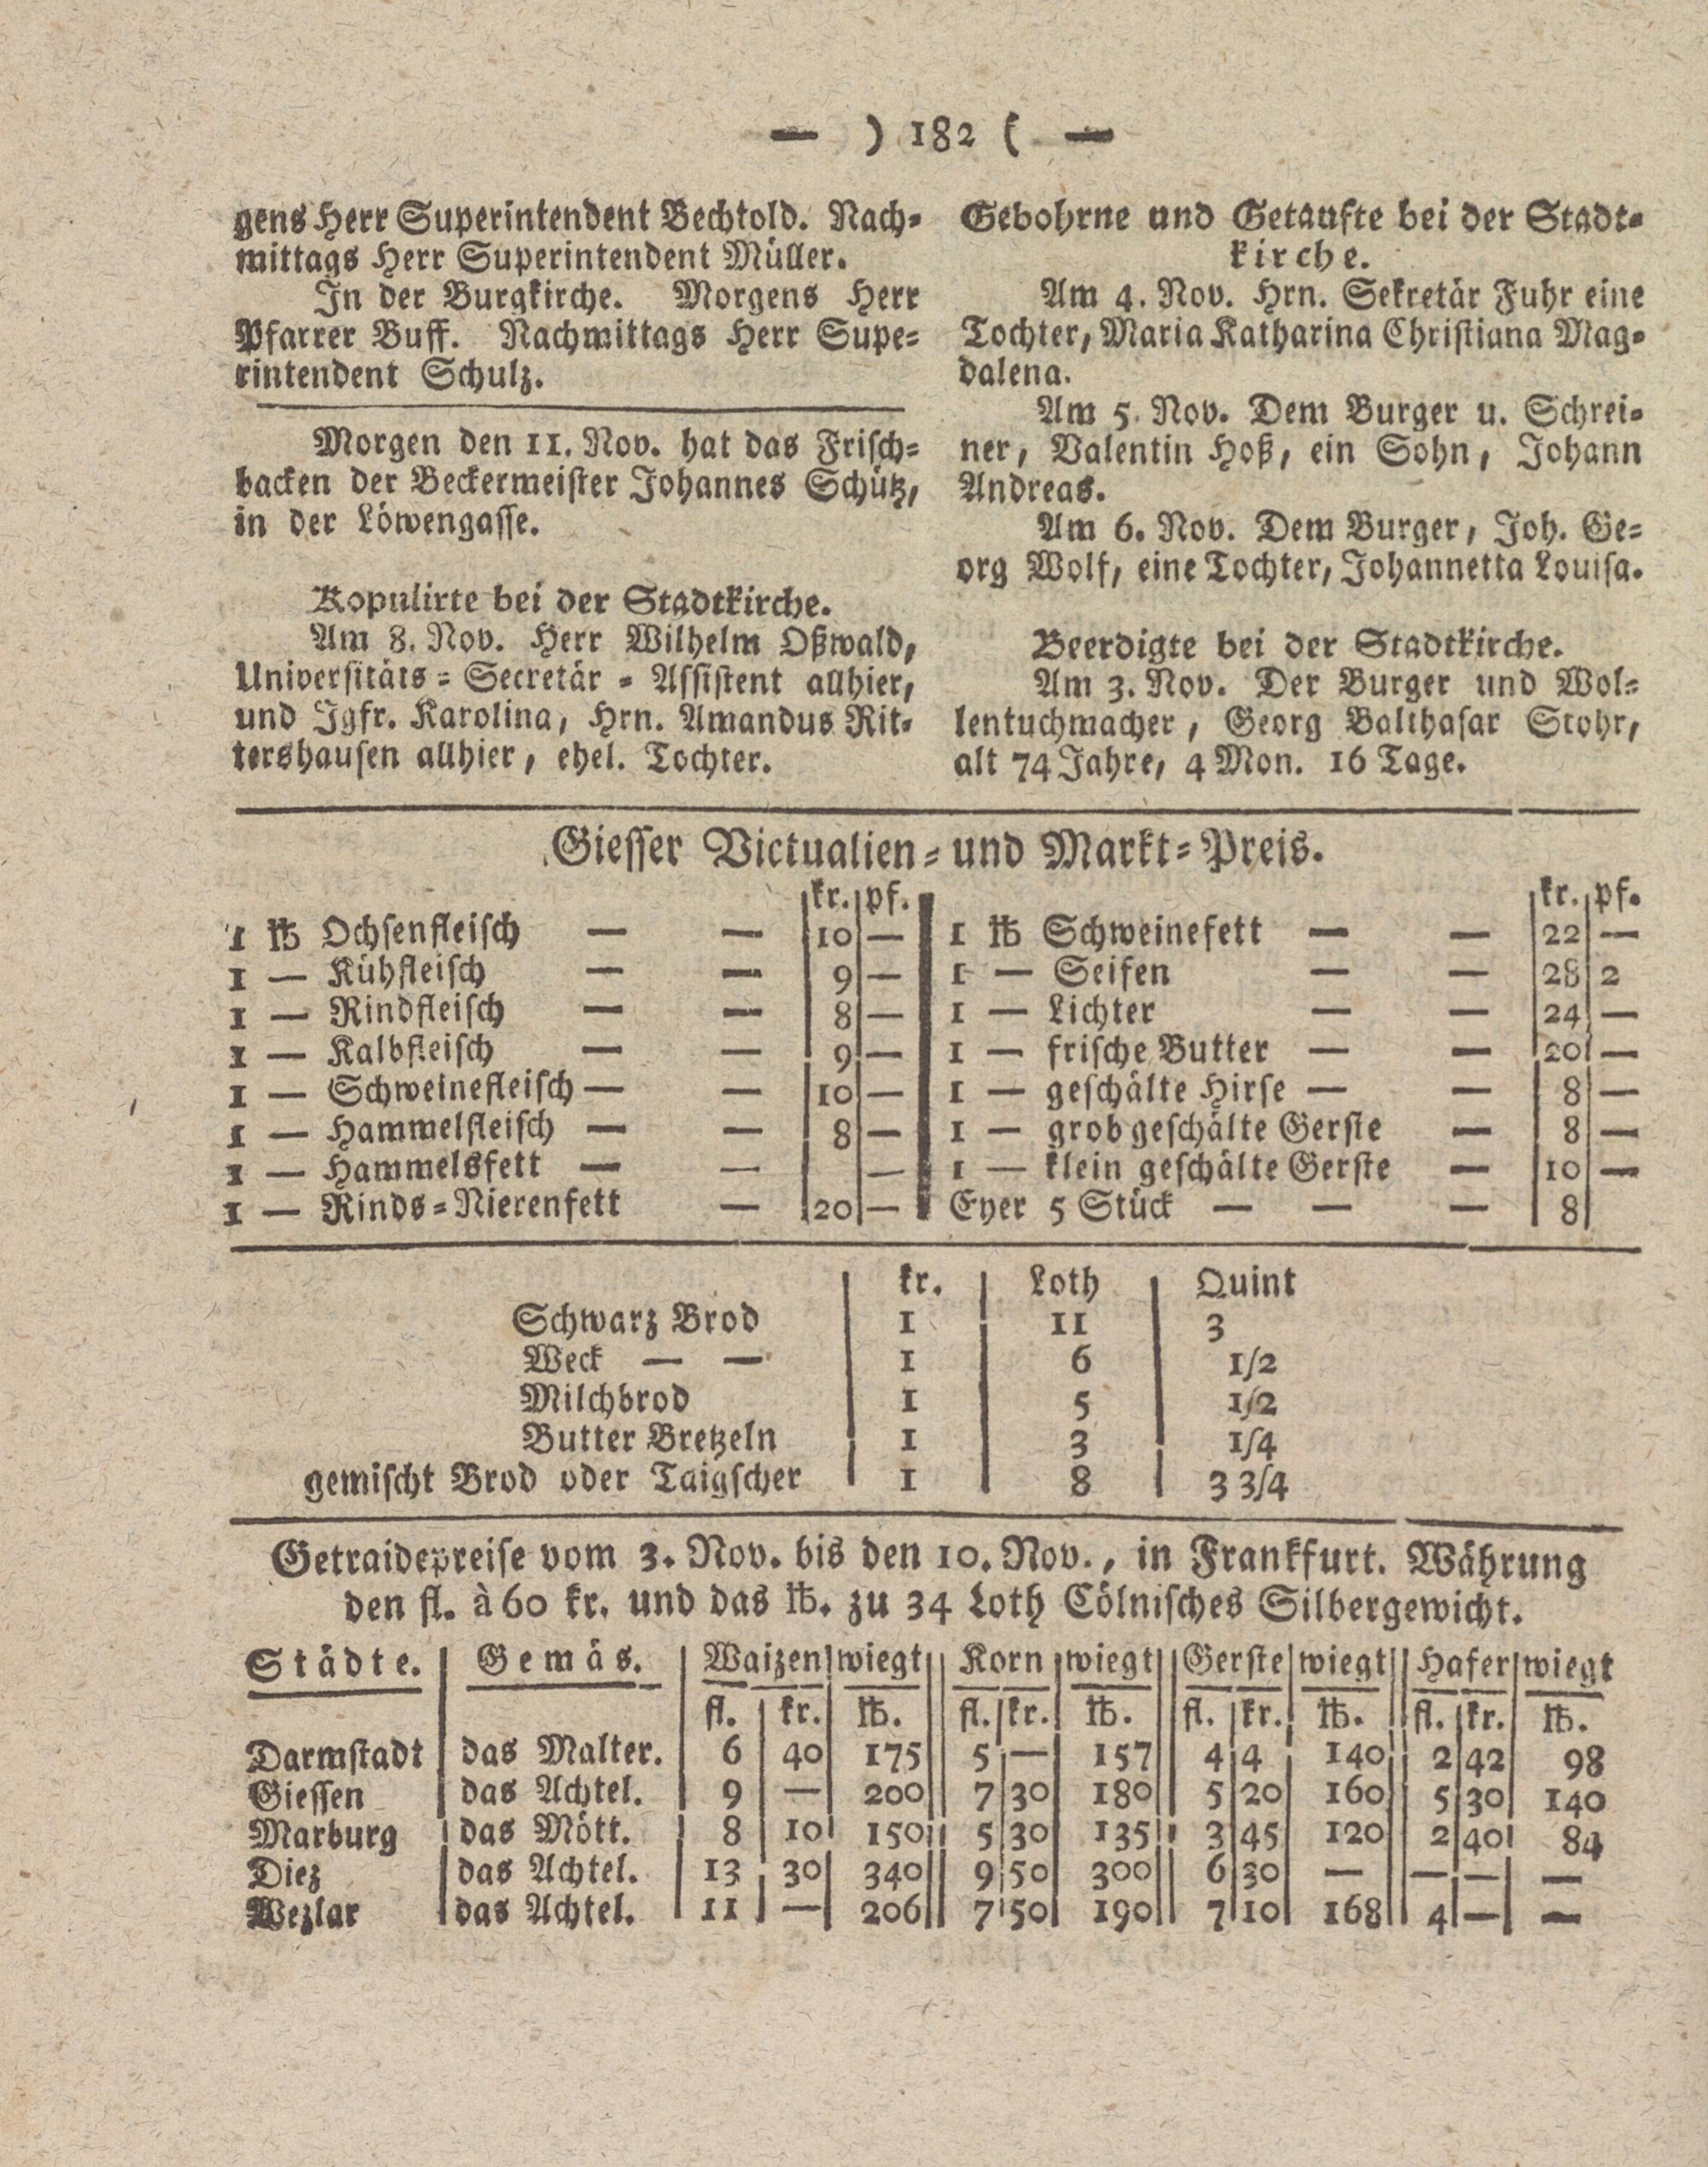 — ) 182 ( —
gens Herr Superintendent Bechtold. Nach-
mittags Herr Superintendent Müller.
In der Burgkirche. Morgens Herr
Pfarrer Buff. Nachmittags Herr Supe-
rintendent Schulz.
Morgen den 11. Nov. hat das Frisch-
backen der Beckermeister Johannes Schütz,
in der Löwengasse.
Kopulirte bei der Stadtkirche.
Am 8. Nov. Herr Wilhelm Oßwald,
Universitäts-Secretär-Assistent allhier,
und Igfr. Karolina, Hrn. Amandus Rit-
tershausen allhier, ehel. Tochter.
Gebohrne und Getaufte bei der Stadt-
kirche.
Am 4. Nov. Hrn. Sekretär Fuhr eine
Tochter, Maria Katharina Christiana Mag-
dalena.
Am 5. Nov. Dem Burger u. Schrei-
ner, Valentin Hoß, ein Sohn, Johann
Andreas.
Am 6. Nov. Dem Burger, Joh. Ge-
org Wolf, eine Tochter, Johannetta Louisa.
Beerdigte bei der Stadtkirche.
Am 3. Nov. Der Burger und Wol-
lentuchmacher, Georg Balthasar Stohr,
alt 74 Jahre, 4 Mon. 16 Tage.
Giesser Victualien- und Markt-Preis.
kr. pf.
1 ℔ Ochsenfleisch — — 10 —
1 — Kühfleisch — — 9 —
1 — Rindfleisch — — 8 —
1 — Kalbfleisch — — 9 —
1 — Schweinefleisch — — 10 —
1 — Hammelfleisch — — 8 —
1 — Hammelsfett — — —
1 — Rinds-Nierenfett — 20 —
kr. pf.
1 ℔ Schweinefett — — 22 —
1 — Seifen — — 28 2
1 — Lichter — — 24 —
1 — frische Butter — — 20 —
1 — geschälte Hirse — — 8 —
1 — grob geschälte Gerste — 8 —
1 — klein geschälte Gerste — 10 —
Eyer 5 Stück — — — 8
kr. Loth Quint
Schwarz Brod 1 11 3
Weck — — 1 6 1/2
Milchbrod 1 5 1/2
Butter Bretzeln 1 3 1/4
gemischt Brod oder Taigscher 1 8 3 3/4
Getraidepreise vom 3. Nov. bis den 10. Nov., in Frankfurt. Währung
den fl. à 60 kr. und das ℔. zu 34 Loth Cölnisches Silbergewicht.
Städte. Gemäs. Waizen wiegt Korn wiegt Gerste wiegt Hafer wiegt
fl. kr. ℔. fl. kr. ℔. fl. kr. ℔. fl. kr. ℔.
Darmstadt das Malter. 6 40 175 5 — 157 4 4 140 2 42 98
Giessen das Achtel. 9 — 200 7 30 180 5 20 160 5 30 140
Marburg das Mött. 8 10 150 5 30 135 3 45 120 2 40 84
Diez das Achtel. 13 30 340 9 50 300 6 30 — — — —
Wezlar das Achtel. 11 — 206 7 50 190 7 10 168 4 — —